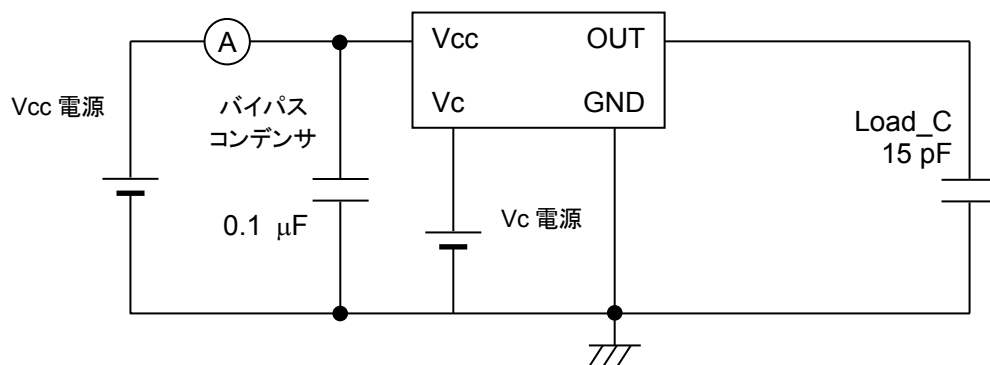 A
Vcc OUT
Vcc 電源
バイパス
コンデンサ
Vc GND
Load_C
15 pF
0.1 μF
Vc 電源